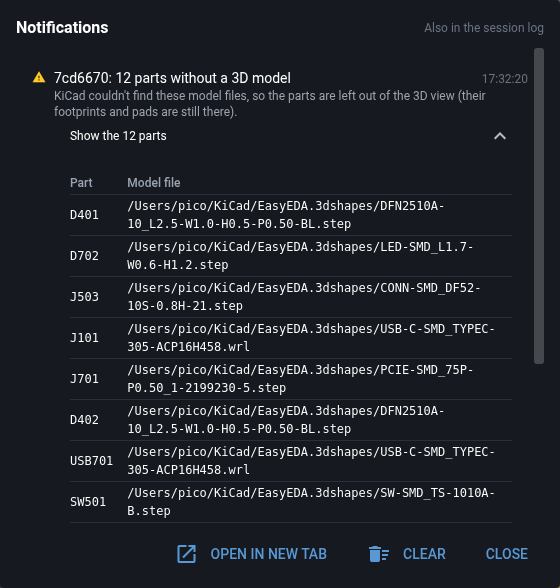 Notifications
Also in the session log
7cd6670: 12 parts without a 3D model
17:32:20
KiCad couldn't find these model files, so the parts are left out of the 3D view (their
footprints and pads are still there).
Show the 12 parts
Part Model file
D401 /Users/pico/KiCad/EasyEDA.3dshapes/DFN2510A-
10_L2.5-W1.0-H0.5-P0.50-BL.step
D702 /Users/pico/KiCad/EasyEDA.3dshapes/LED-SMD_L1.7-
W0.6-H1.2.step
J503 /Users/pico/KiCad/EasyEDA.3dshapes/CONN-SMD_DF52-
10S-0.8H-21.step
J101 /Users/pico/KiCad/EasyEDA.3dshapes/USB-C-SMD_TYPEC-
305-ACP16H458.wrl
J701 /Users/pico/KiCad/EasyEDA.3dshapes/PCIE-SMD_75P-
P0.50_1-2199230-5.step
D402 /Users/pico/KiCad/EasyEDA.3dshapes/DFN2510A-
10_L2.5-W1.0-H0.5-P0.50-BL.step
USB701 /Users/pico/KiCad/EasyEDA.3dshapes/USB-C-SMD_TYPEC-
305-ACP16H458.wrl
SW501 /Users/pico/KiCad/EasyEDA.3dshapes/SW-SMD_TS-1010A-
B.step
OPEN IN NEW TAB CLEAR CLOSE